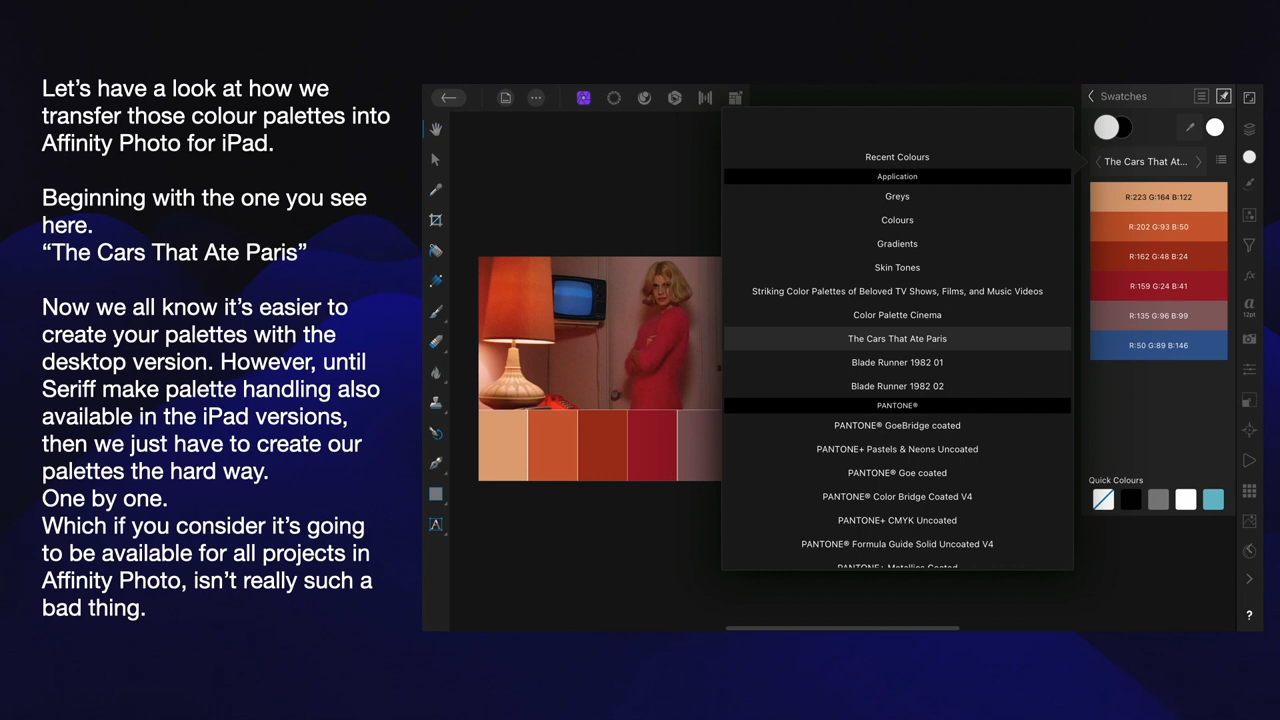 Let’s have a look at how we
transfer those colour palettes into
Affinity Photo for iPad.
Beginning with the one you see
here.
“The Cars That Ate Paris”
Now we all know it’s easier to
create your palettes with the
desktop version. However, until
Seriff make palette handling also
available in the iPad versions,
then we just have to create our
palettes the hard way.
One by one.
Which if you consider it’s going
to be available for all projects in
Affinity Photo, isn’t really such a
bad thing.
Recent Colours
Application
Greys
Colours
Gradients
Skin Tones
Striking Color Palettes of Beloved TV Shows, Films, and Music Videos
Color Palette Cinema
The Cars That Ate Paris
Blade Runner 1982 01
Blade Runner 1982 02
PANTONE®
PANTONE® GoeBridge coated
PANTONE+ Pastels & Neons Uncoated
PANTONE® Goe coated
PANTONE® Color Bridge Coated V4
PANTONE+ CMYK Uncoated
PANTONE® Formula Guide Solid Uncoated V4
PANTONE+ Metallics Coated
Swatches
The Cars That At...
R:223 G:164 B:122
R:202 G:93 B:50
R:162 G:48 B:24
R:159 G:24 B:41
R:135 G:96 B:99
R:50 G:89 B:146
Quick Colours
fx
a
12pt
A
?